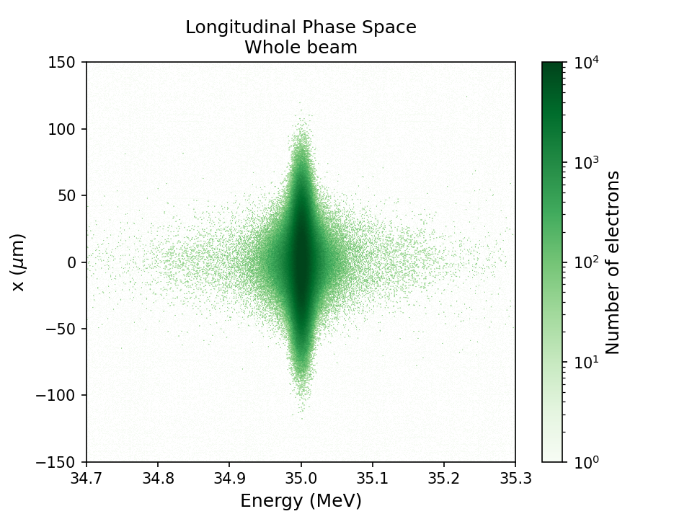 Longitudinal Phase Space
Whole beam
150
100
50
0
−50
−100
−150
x (μm)
34.7 34.8 34.9 35.0 35.1 35.2 35.3
Energy (MeV)
10⁴
10³
10²
10¹
10⁰
Number of electrons